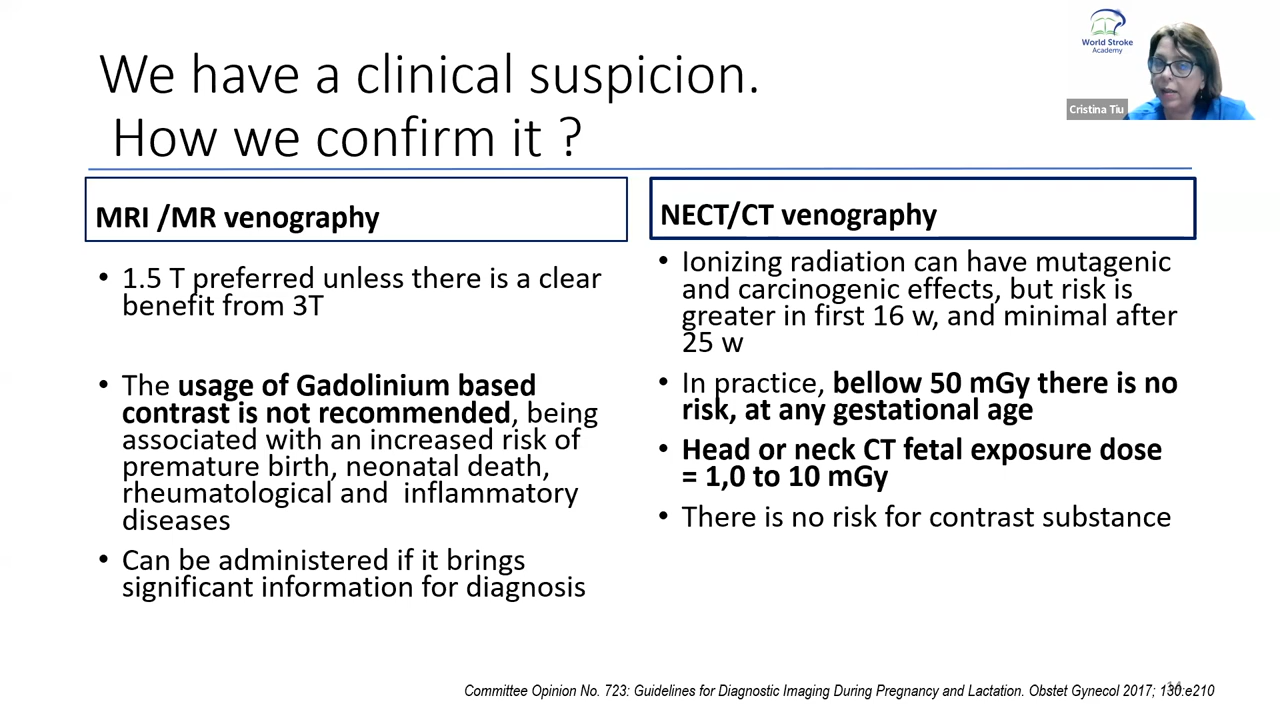 We have a clinical suspicion.
How we confirm it ?
World Stroke
Academy
Cristina Tiu
MRI /MR venography
• 1.5 T preferred unless there is a clear
benefit from 3T
• The usage of Gadolinium based
contrast is not recommended, being
associated with an increased risk of
premature birth, neonatal death,
rheumatological and inflammatory
diseases
• Can be administered if it brings
significant information for diagnosis
NECT/CT venography
• Ionizing radiation can have mutagenic
and carcinogenic effects, but risk is
greater in first 16 w, and minimal after
25 w
• In practice, bellow 50 mGy there is no
risk, at any gestational age
• Head or neck CT fetal exposure dose
= 1,0 to 10 mGy
• There is no risk for contrast substance
Committee Opinion No. 723: Guidelines for Diagnostic Imaging During Pregnancy and Lactation. Obstet Gynecol 2017; 130:e210